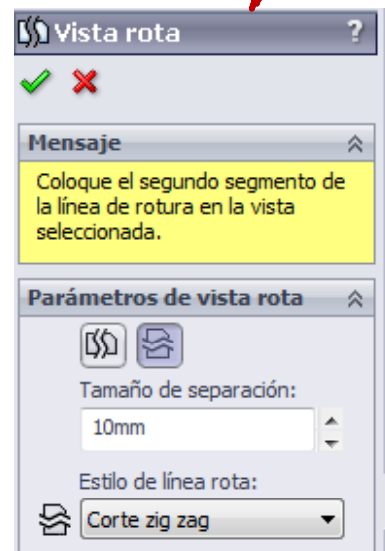 Vista rota ?
Mensaje
Coloque el segundo segmento de
la línea de rotura en la vista
seleccionada.
Parámetros de vista rota
Tamaño de separación:
10mm
Estilo de línea rota:
Corte zig zag